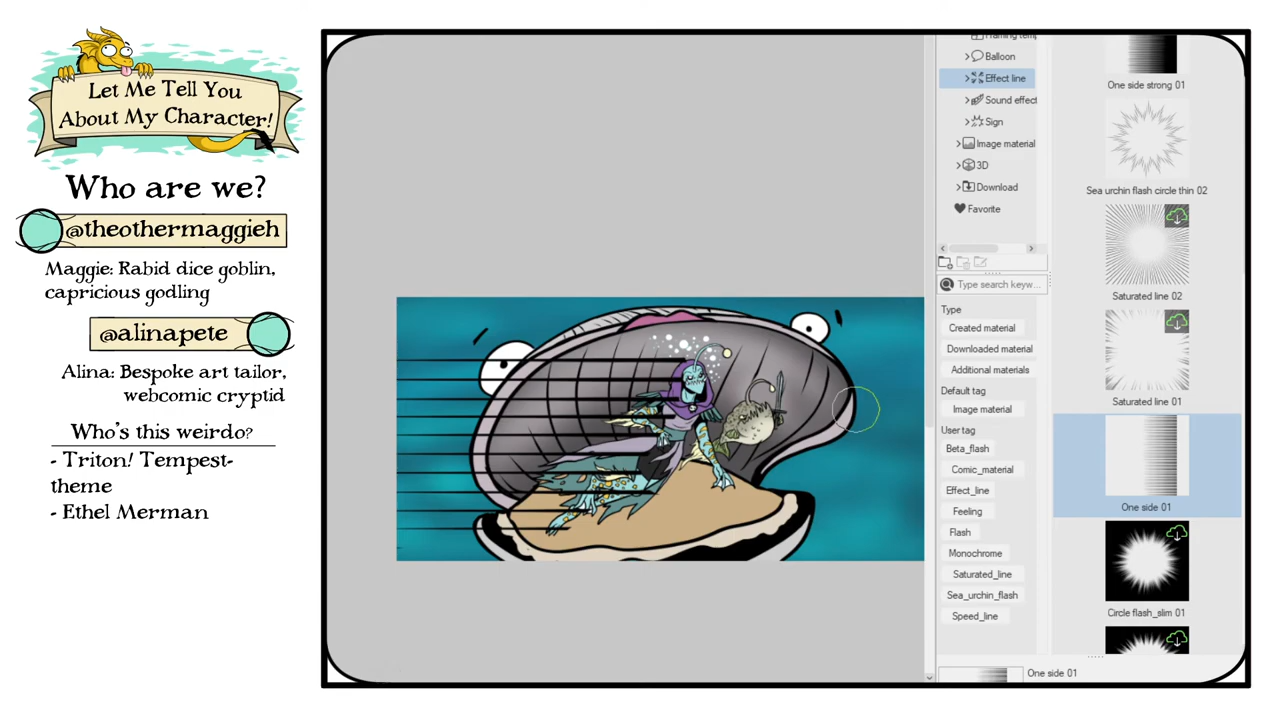 Let Me Tell You
About My Character!
Who are we?
@theothermaggieh
Maggie: Rabid dice goblin,
capricious godling
@alinapete
Alina: Bespoke art tailor,
webcomic cryptid
Who's this weirdo?
- Triton! Tempest-
theme
- Ethel Merman
Balloon
Effect line
Sound effect
Sign
Image material
3D
Download
Favorite
Type search keyw...
Type
Created material
Downloaded material
Additional materials
Default tag
Image material
User tag
Beta_flash
Comic_material
Effect_line
Feeling
Flash
Monochrome
Saturated_line
Sea_urchin_flash
Speed_line
One side strong 01
Sea urchin flash circle thin 02
Saturated line 02
Saturated line 01
One side 01
Circle flash_slim 01
One side 01